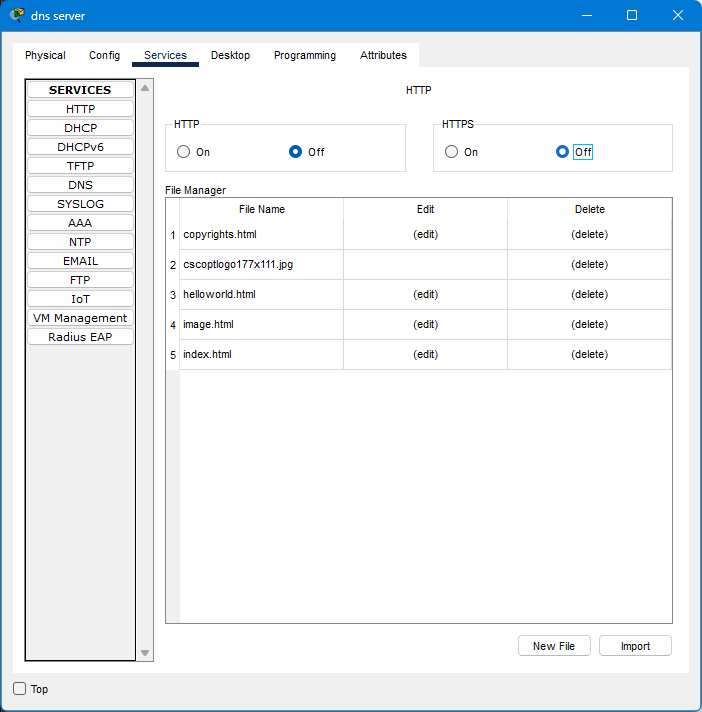 dns server
Physical Config Services Desktop Programming Attributes
SERVICES
HTTP
DHCP
DHCPv6
TFTP
DNS
SYSLOG
AAA
NTP
EMAIL
FTP
IoT
VM Management
Radius EAP
HTTP
HTTP
On Off
HTTPS
On Off
File Manager
File Name Edit Delete
1 copyrights.html (edit) (delete)
2 cscoptlogo177x111.jpg (delete)
3 helloworld.html (edit) (delete)
4 image.html (edit) (delete)
5 index.html (edit) (delete)
New File Import
Top